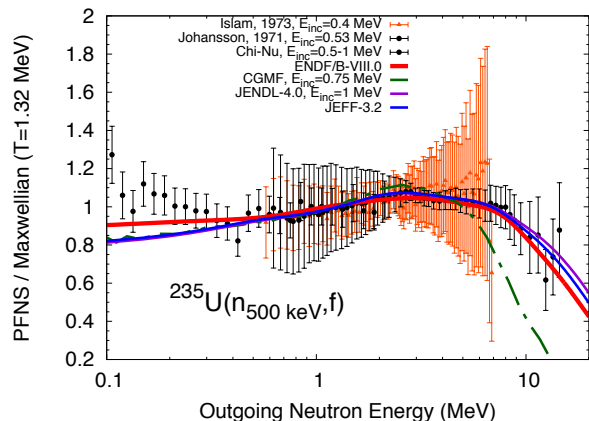 Islam, 1973, E_inc=0.4 MeV
Johansson, 1971, E_inc=0.53 MeV
Chi-Nu, E_inc=0.5-1 MeV
ENDF/B-VIII.0
CGMF, E_inc=0.75 MeV
JENDL-4.0, E_inc=1 MeV
JEFF-3.2
PFNS / Maxwellian (T=1.32 MeV)
2
1.8
1.6
1.4
1.2
1
0.8
0.6
0.4
0.2
²³⁵U(n_500 keV,f)
0.1 1 10
Outgoing Neutron Energy (MeV)